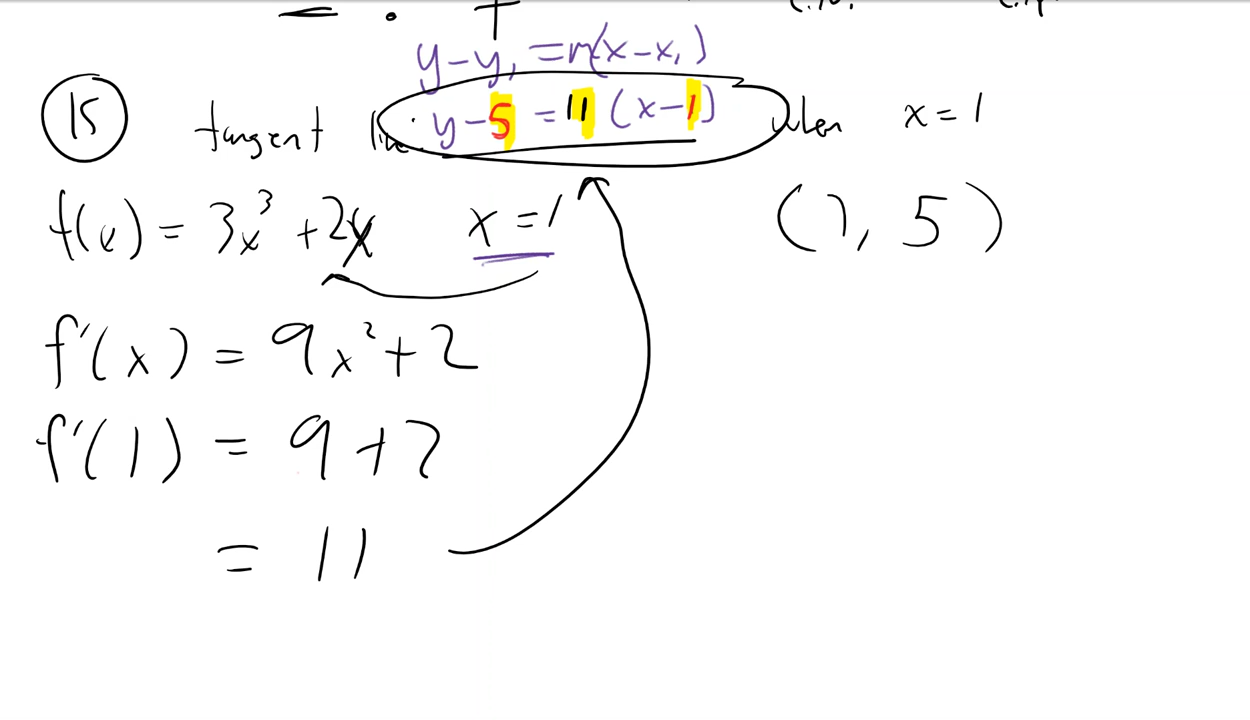 y-y₁=m(x-x₁)
15 tangent line: y-5=11(x-1) when x=1
f(x)=3x³+2x x=1 (1,5)
f'(x)=9x²+2
f'(1)=9+2
=11